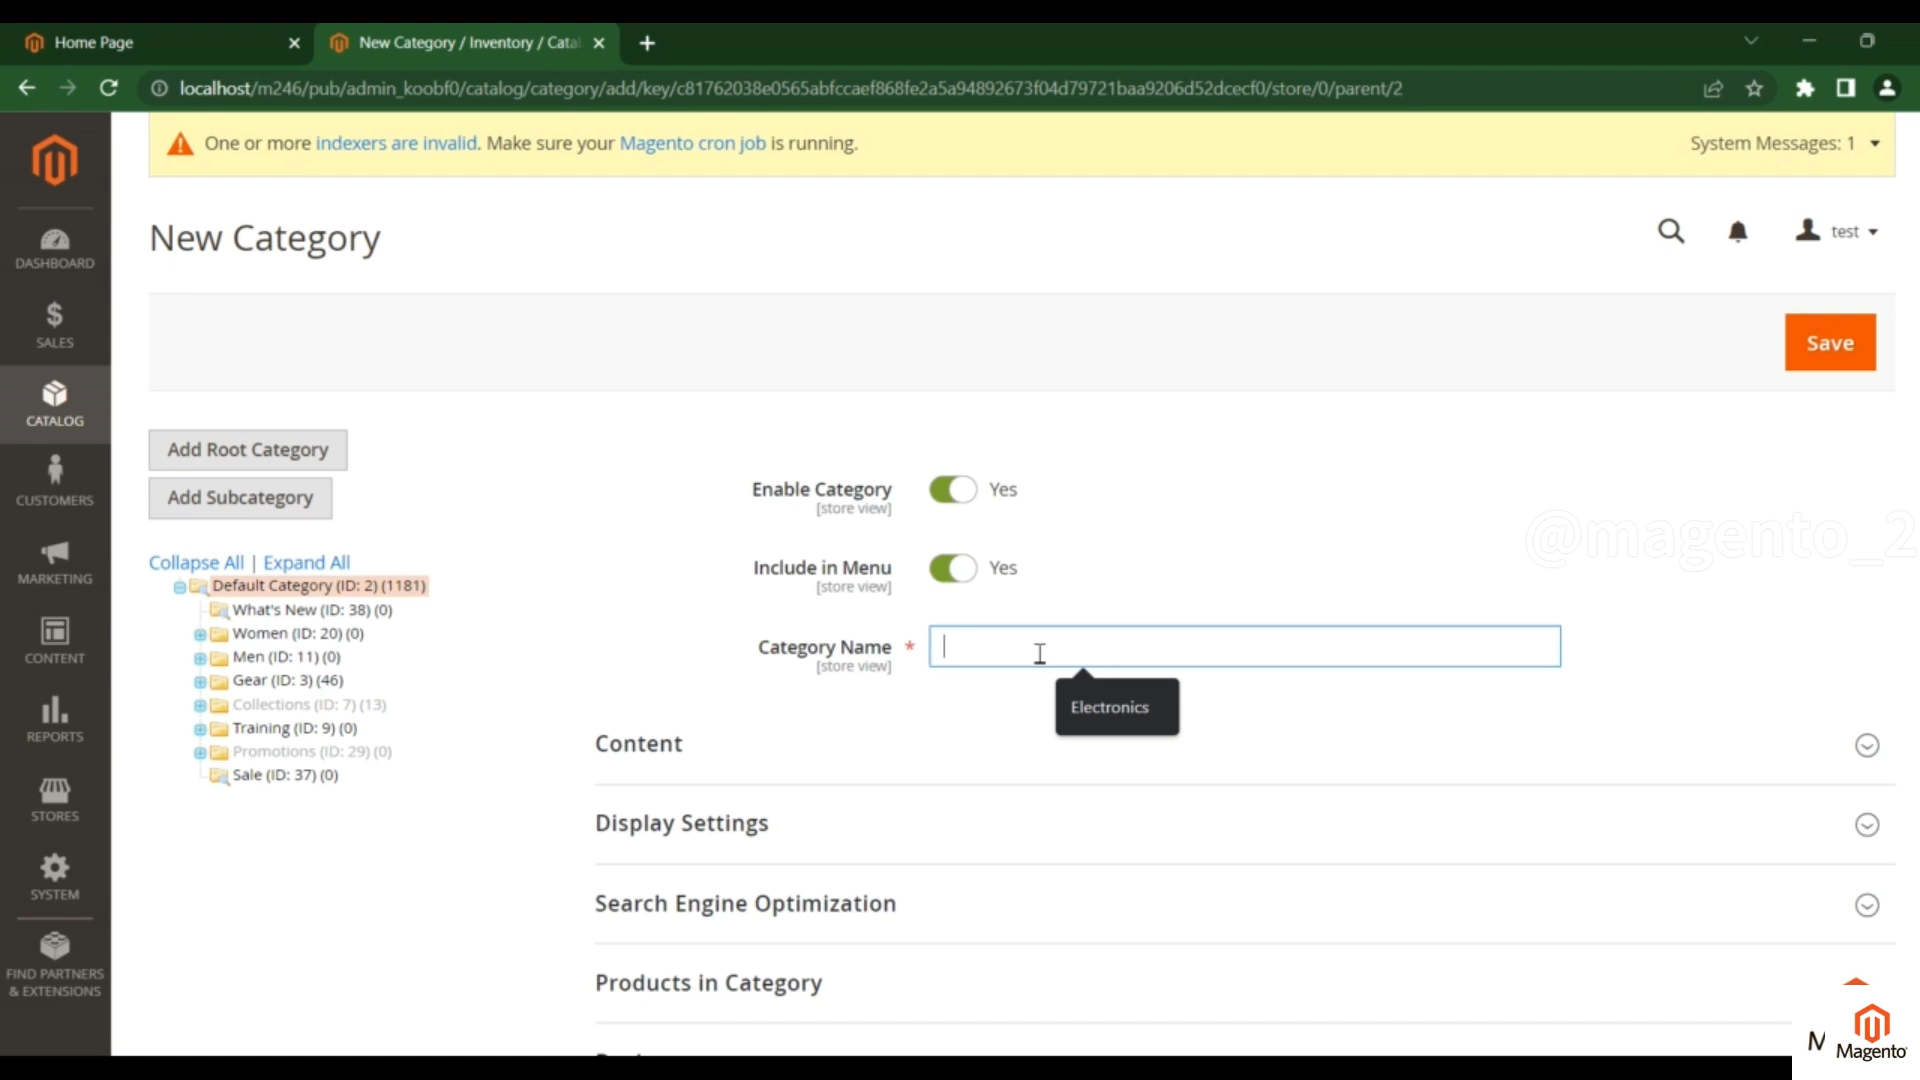 Home Page
New Category / Inventory / Catal
localhost/m246/pub/admin_koobf0/catalog/category/add/key/c81762038e0565abfccaef868fe2a5a94892673f04d79721baa9206d52dcecf0/store/0/parent/2
One or more indexers are invalid. Make sure your Magento cron job is running.
System Messages: 1
New Category
test
DASHBOARD
SALES
CATALOG
CUSTOMERS
MARKETING
CONTENT
REPORTS
STORES
SYSTEM
FIND PARTNERS
& EXTENSIONS
Save
Add Root Category
Add Subcategory
Collapse All | Expand All
Default Category (ID: 2) (1181)
What's New (ID: 38) (0)
Women (ID: 20) (0)
Men (ID: 11) (0)
Gear (ID: 3) (46)
Collections (ID: 7) (13)
Training (ID: 9) (0)
Promotions (ID: 29) (0)
Sale (ID: 37) (0)
Enable Category
[store view]
Yes
Include in Menu
[store view]
Yes
Category Name *
[store view]
Electronics
@magento_2
Content
Display Settings
Search Engine Optimization
Products in Category
M
Magento